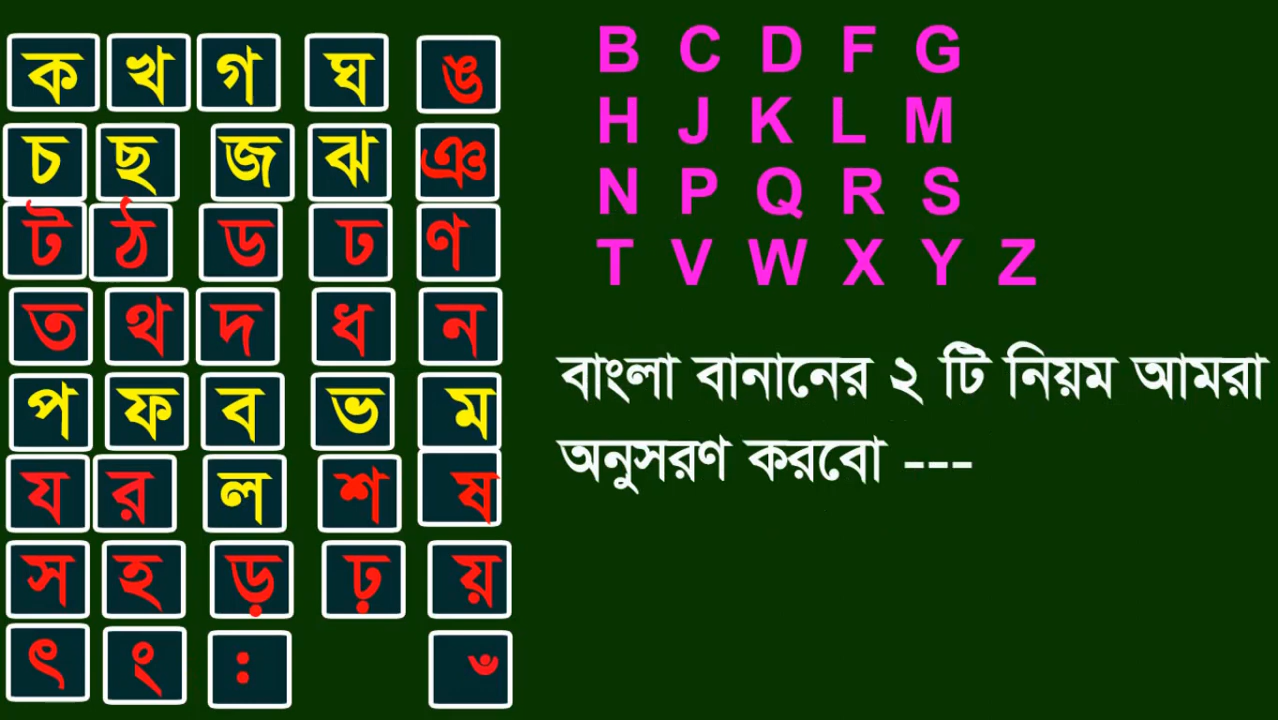 ক খ গ ঘ ঙ
চ ছ জ ঝ ঞ
ট ঠ ড ঢ ণ
ত থ দ ধ ন
প ফ ব ভ ম
য র ল শ ষ
স হ ড় ঢ় য়
ৎ ং ঃ ঁ
B C D F G
H J K L M
N P Q R S
T V W X Y Z
বাংলা বানানের ২ টি নিয়ম আমরা
অনুসরণ করবো ---